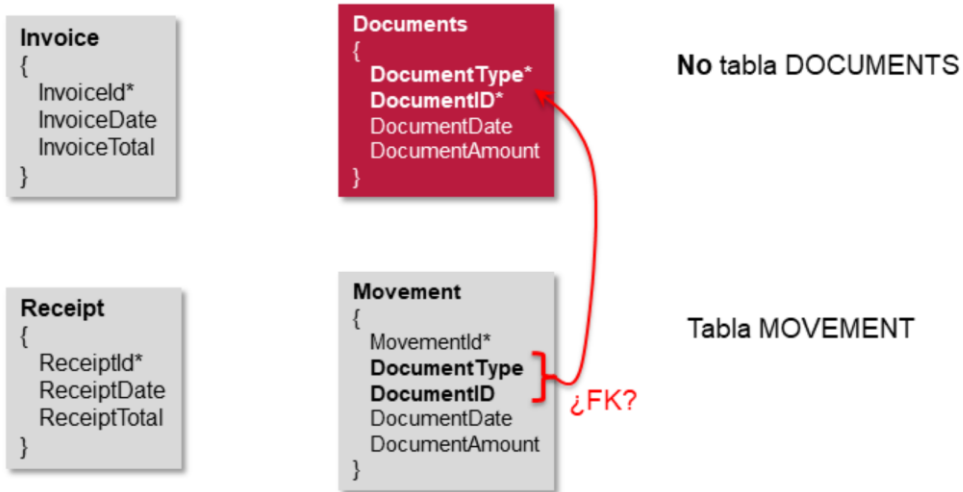 Invoice
{
InvoiceId*
InvoiceDate
InvoiceTotal
}
Documents
{
DocumentType*
DocumentID*
DocumentDate
DocumentAmount
}
No tabla DOCUMENTS
Receipt
{
ReceiptId*
ReceiptDate
ReceiptTotal
}
Movement
{
MovementId*
DocumentType
DocumentID
DocumentDate
DocumentAmount
}
¿FK?
Tabla MOVEMENT